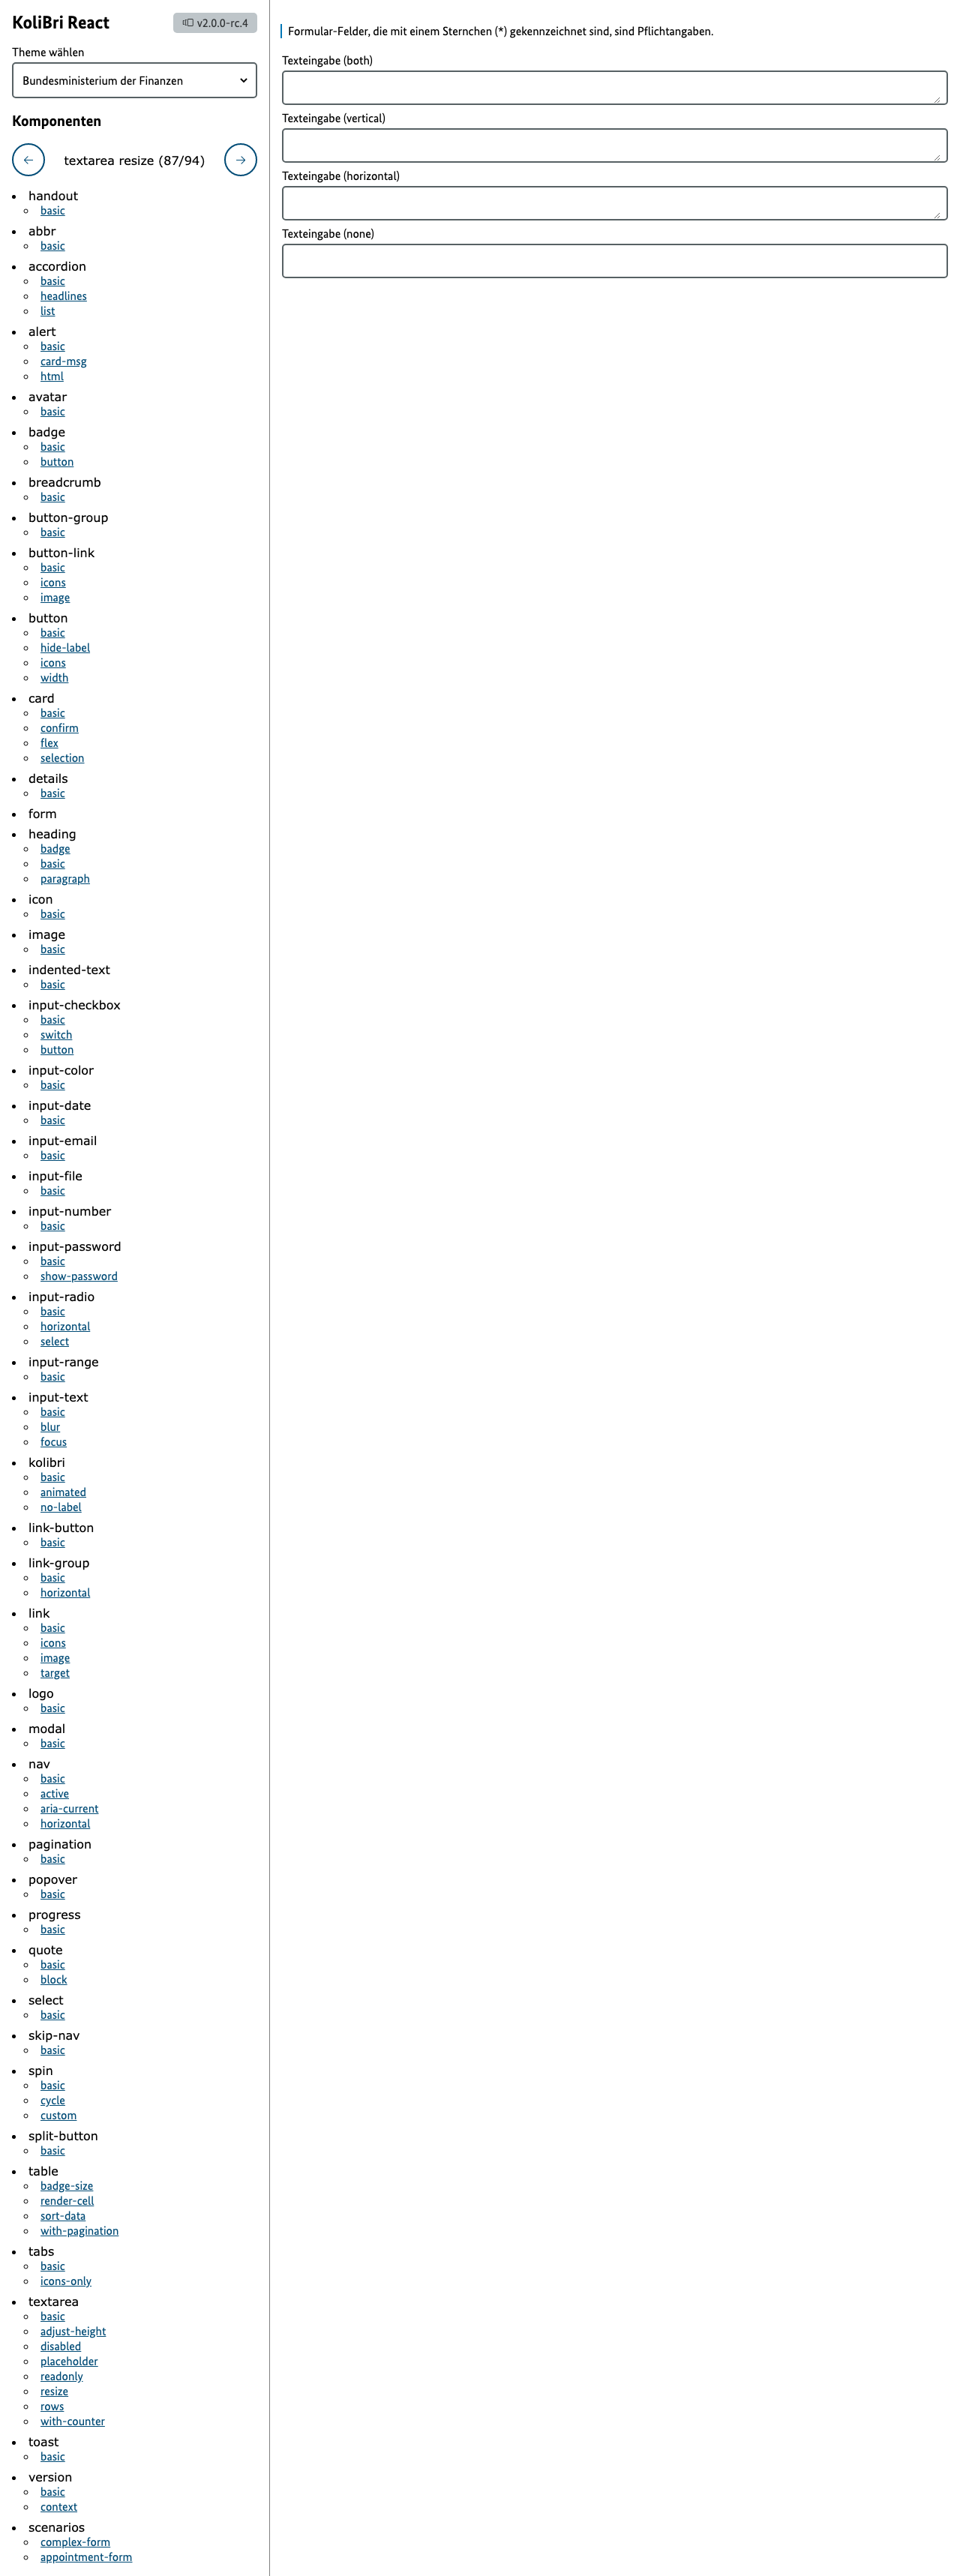 KoliBri React
v2.0.0-rc.4
Theme wählen
Bundesministerium der Finanzen
Komponenten
textarea resize (87/94)
handout
basic
abbr
basic
accordion
basic
headlines
list
alert
basic
card-msg
html
avatar
basic
badge
basic
button
breadcrumb
basic
button-group
basic
button-link
basic
icons
image
button
basic
hide-label
icons
width
card
basic
confirm
flex
selection
details
basic
form
heading
badge
basic
paragraph
icon
basic
image
basic
indented-text
basic
input-checkbox
basic
switch
button
input-color
basic
input-date
basic
input-email
basic
input-file
basic
input-number
basic
input-password
basic
show-password
input-radio
basic
horizontal
select
input-range
basic
input-text
basic
blur
focus
kolibri
basic
animated
no-label
link-button
basic
link-group
basic
horizontal
link
basic
icons
image
target
logo
basic
modal
basic
nav
basic
active
aria-current
horizontal
pagination
basic
popover
basic
progress
basic
quote
basic
block
select
basic
skip-nav
basic
spin
basic
cycle
custom
split-button
basic
table
badge-size
render-cell
sort-data
with-pagination
tabs
basic
icons-only
textarea
basic
adjust-height
disabled
placeholder
readonly
resize
rows
with-counter
toast
basic
version
basic
context
scenarios
complex-form
appointment-form
Formular-Felder, die mit einem Sternchen (*) gekennzeichnet sind, sind Pflichtangaben.
Texteingabe (both)
Texteingabe (vertical)
Texteingabe (horizontal)
Texteingabe (none)